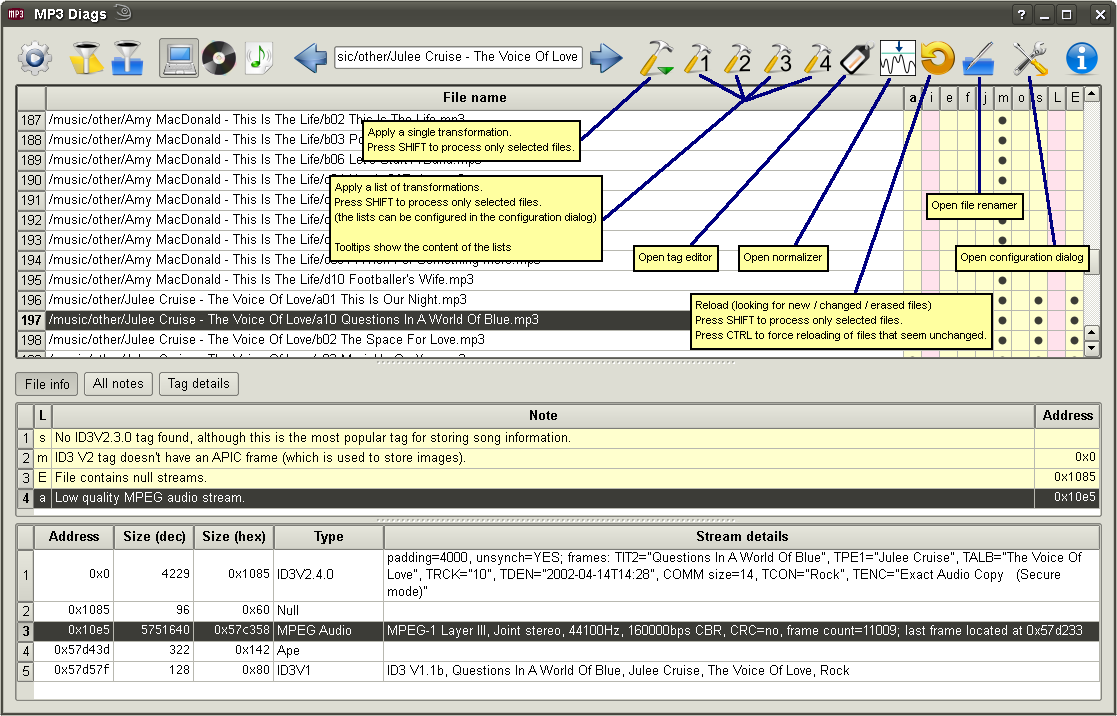 MP3 MP3 Diags
sic/other/Julee Cruise - The Voice Of Love
1 2 3 4
File name a i e f j m o s L E
187 /music/other/Amy MacDonald - This Is The Life/b02 This Is The Life.mp3
188 /music/other/Amy MacDonald - This Is The Life/b03
189 /music/other/Amy MacDonald - This Is The Life/b06
190 /music/other/Amy MacDonald - This Is The Life/
191 /music/other/Amy MacDonald - This Is The Life/
192 /music/other/Amy MacDonald - This Is The Life/
193 /music/other/Amy MacDonald - This Is The Life/
194 /music/other/Amy MacDonald - This Is The Life/
195 /music/other/Amy MacDonald - This Is The Life/d10 Footballer's Wife.mp3
196 /music/other/Julee Cruise - The Voice Of Love/a01 This Is Our Night.mp3
197 /music/other/Julee Cruise - The Voice Of Love/a10 Questions In A World Of Blue.mp3
198 /music/other/Julee Cruise - The Voice Of Love/b02 The Space For Love.mp3
Apply a single transformation.
Press SHIFT to process only selected files.
Apply a list of transformations.
Press SHIFT to process only selected files.
(the lists can be configured in the configuration dialog)
Tooltips show the content of the lists
Open tag editor
Open normalizer
Open file renamer
Open configuration dialog
Reload (looking for new / changed / erased files)
Press SHIFT to process only selected files.
Press CTRL to force reloading of files that seem unchanged.
File info All notes Tag details
L Note Address
1 s No ID3V2.3.0 tag found, although this is the most popular tag for storing song information.
2 m ID3 V2 tag doesn't have an APIC frame (which is used to store images). 0x0
3 E File contains null streams. 0x1085
4 a Low quality MPEG audio stream. 0x10e5
Address Size (dec) Size (hex) Type Stream details
1 0x0 4229 0x1085 ID3V2.4.0 padding=4000, unsynch=YES; frames: TIT2="Questions In A World Of Blue", TPE1="Julee Cruise", TALB="The Voice Of
Love", TRCK="10", TDEN="2002-04-14T14:28", COMM size=14, TCON="Rock", TENC="Exact Audio Copy (Secure
mode)"
2 0x1085 96 0x60 Null
3 0x10e5 5751640 0x57c358 MPEG Audio MPEG-1 Layer III, Joint stereo, 44100Hz, 160000bps CBR, CRC=no, frame count=11009; last frame located at 0x57d233
4 0x57d43d 322 0x142 Ape
5 0x57d57f 128 0x80 ID3V1 ID3 V1.1b, Questions In A World Of Blue, Julee Cruise, The Voice Of Love, Rock